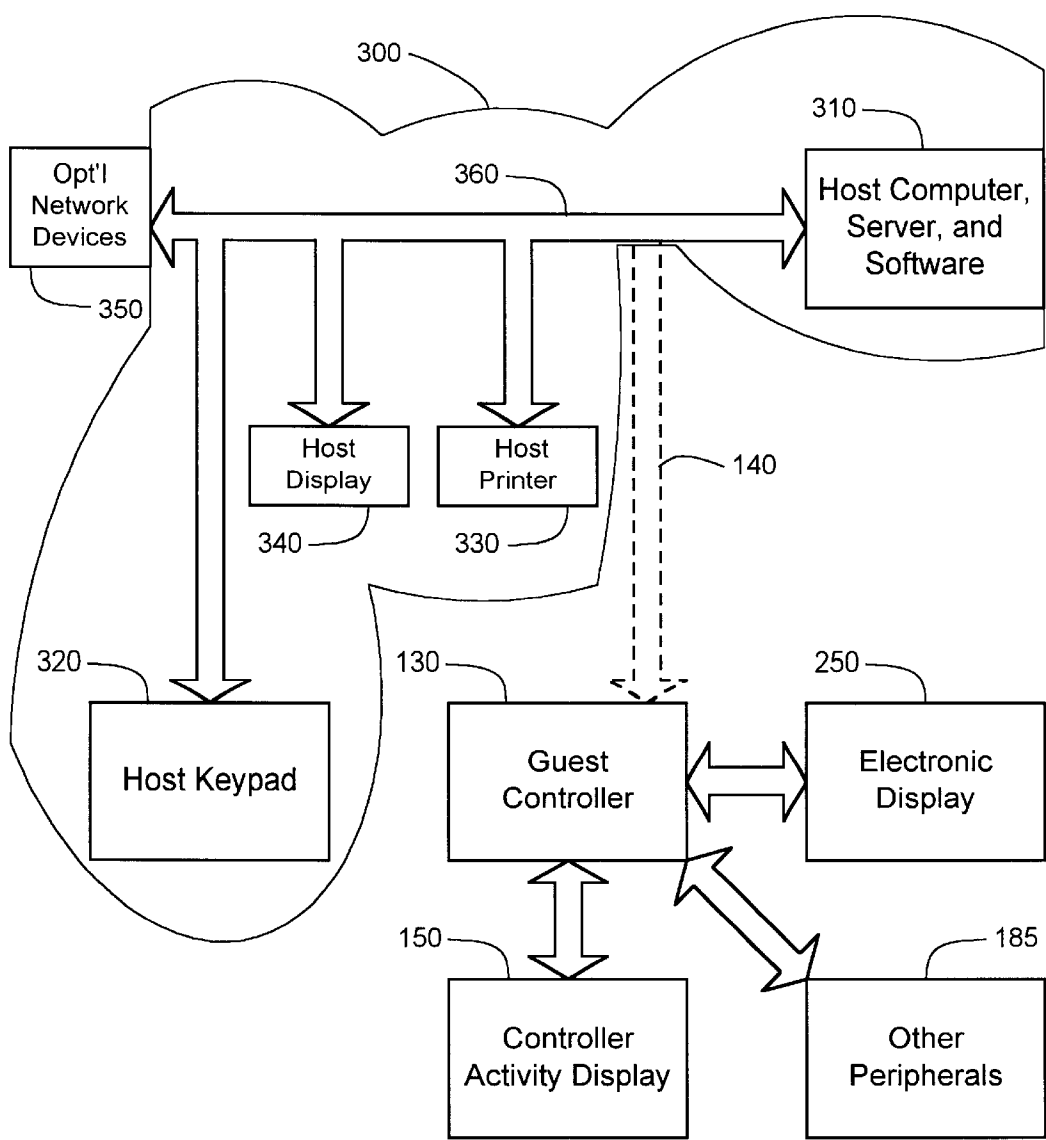 300
310
Opt'l
Network
Devices
360
Host Computer,
Server, and
Software
350
Host
Display
Host
Printer
140
340
330
320
130
250
Host Keypad
Guest
Controller
Electronic
Display
150
185
Controller
Activity Display
Other
Peripherals